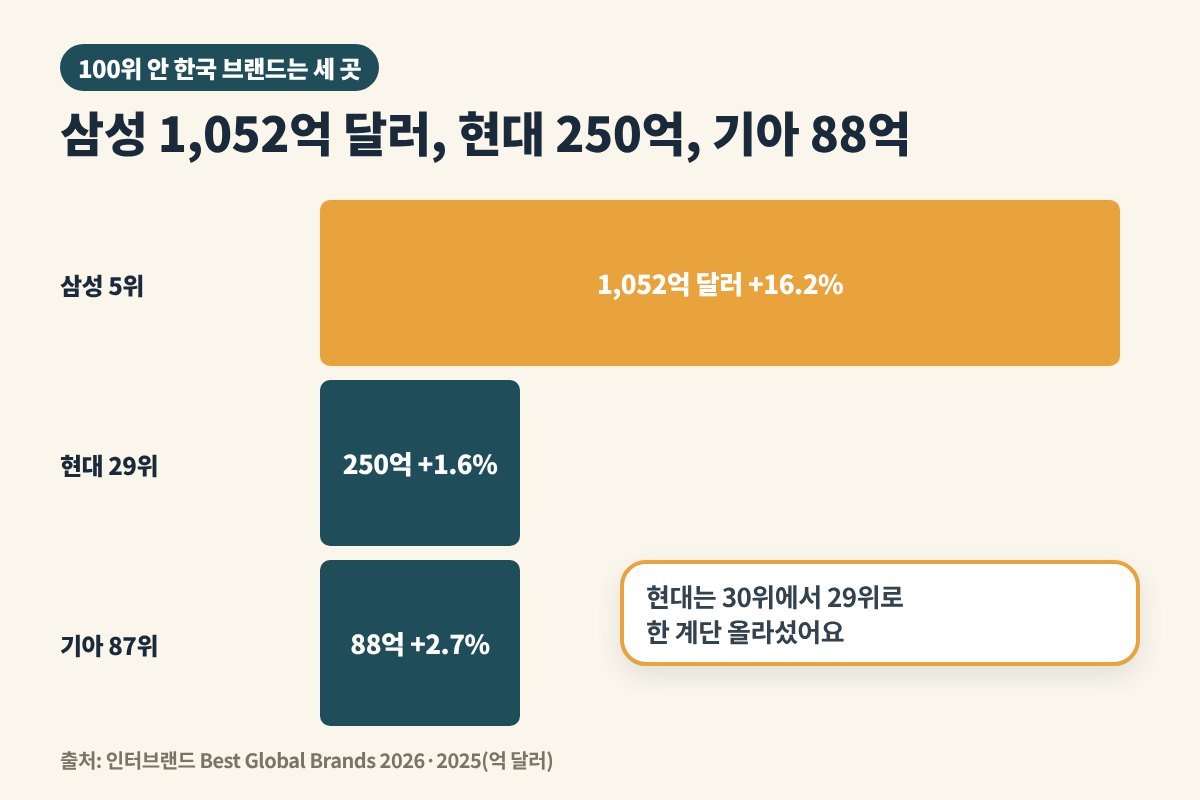 100위 안 한국 브랜드는 세 곳
삼성 1,052억 달러, 현대 250억, 기아 88억
삼성 5위
1,052억 달러 +16.2%
현대 29위
250억 +1.6%
기아 87위
88억 +2.7%
현대는 30위에서 29위로
한 계단 올라섰어요
출처: 인터브랜드 Best Global Brands 2026·2025(억 달러)